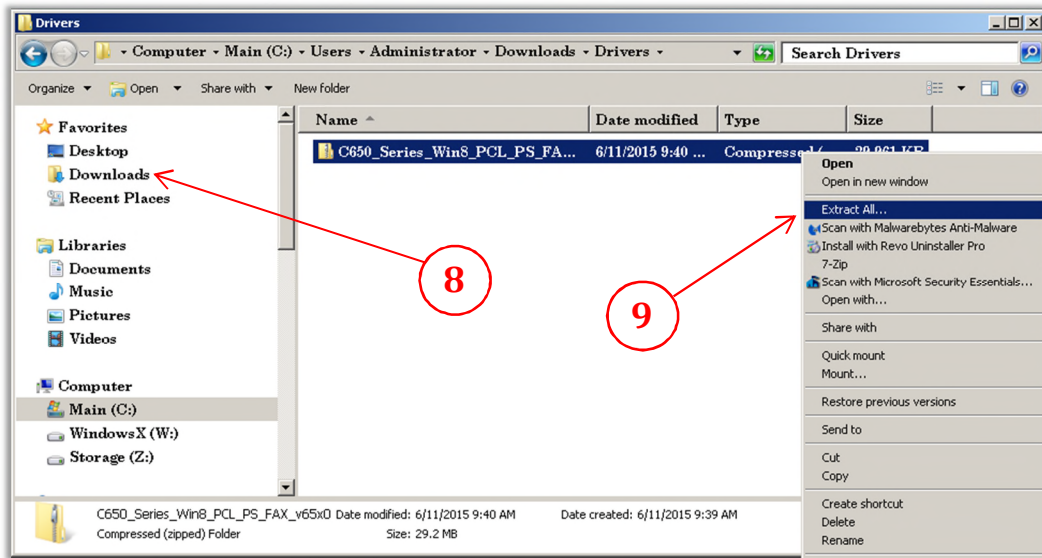 Drivers
Computer Main (C:) Users Administrator Downloads Drivers
Search Drivers
Organize Open Share with New folder
Name Date modified Type Size
C650_Series_Win8_PCL_PS_FA... 6/11/2015 9:40 ... Compressed (... 29,961 KB
Favorites
Desktop
Downloads
Recent Places
Libraries
Documents
Music
Pictures
Videos
Computer
Main (C:)
WindowsX (W:)
Storage (Z:)
8
9
Open
Open in new window
Extract All...
Scan with Malwarebytes Anti-Malware
Install with Revo Uninstaller Pro
7-Zip
Scan with Microsoft Security Essentials...
Open with...
Share with
Quick mount
Mount...
Restore previous versions
Send to
Cut
Copy
Create shortcut
Delete
Rename
C650_Series_Win8_PCL_PS_FAX_v65x0 Date modified: 6/11/2015 9:40 AM Date created: 6/11/2015 9:39 AM
Compressed (zipped) Folder Size: 29.2 MB